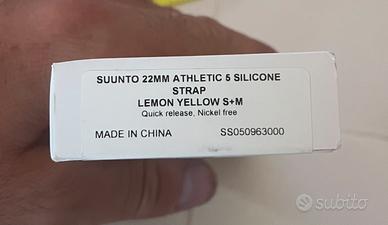 SUUNTO 22MM ATHLETIC 5 SILICONE
STRAP
LEMON YELLOW S+M
Quick release, Nickel free
MADE IN CHINA SS050963000
subito